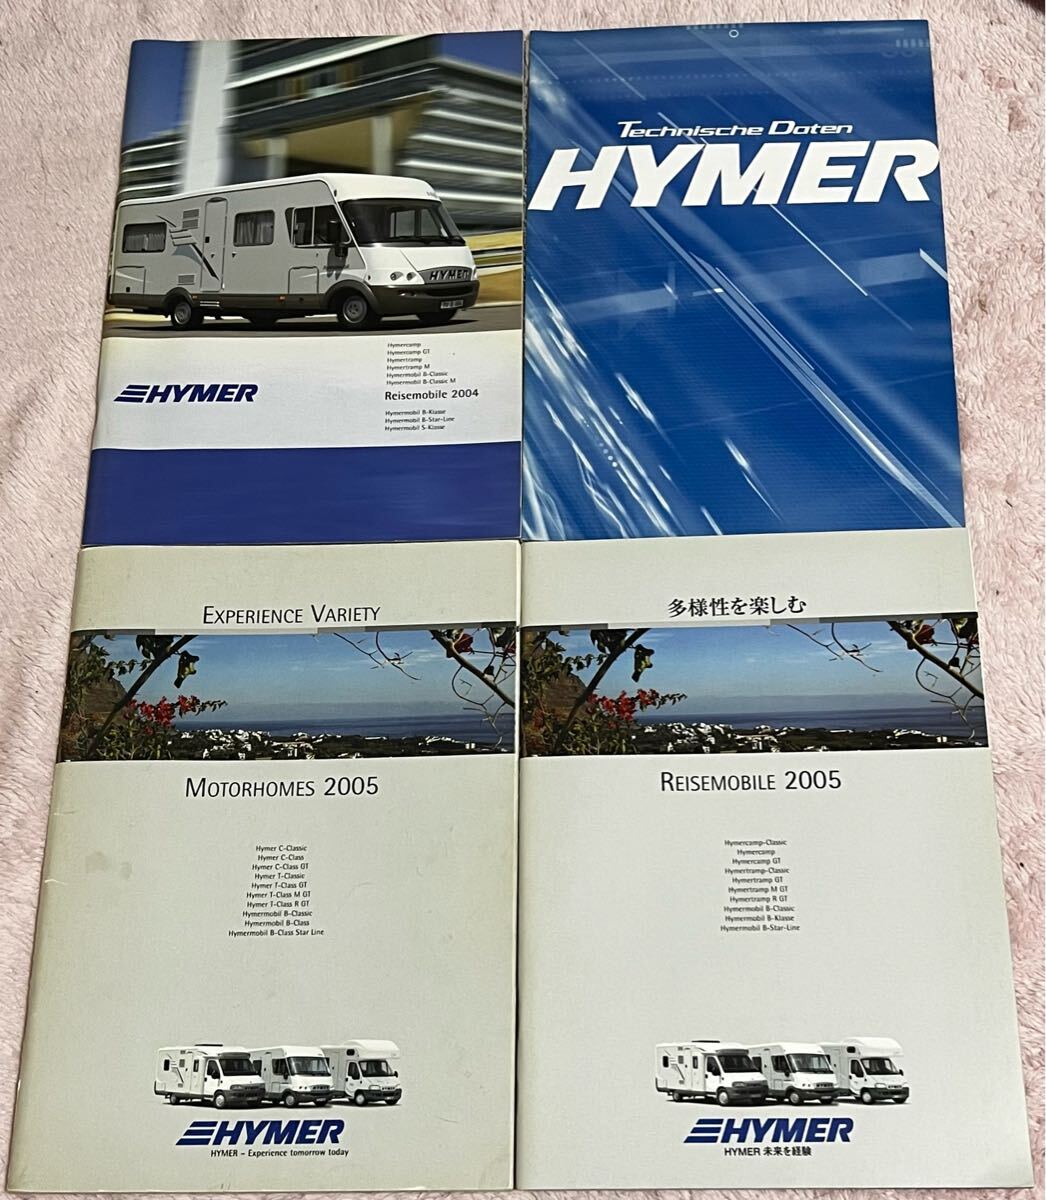 HYMER
Hymercamp
Hymercamp GT
Hymertramp
Hymertramp M
Hymermobil B-Classic
Hymermobil B-Classic M
Reisemobile 2004
Hymermobil B-Klasse
Hymermobil B-Star-Line
Hymermobil S-Klasse
HYMER
Technische Daten
HYMER
EXPERIENCE VARIETY
MOTORHOMES 2005
Hymer C-Classic
Hymer C-Class
Hymer C-Class GT
Hymer T-Classic
Hymer T-Class GT
Hymer T-Class M GT
Hymer T-Class R GT
Hymermobil B-Classic
Hymermobil B-Class
Hymermobil B-Class Star Line
HYMER
HYMER – Experience tomorrow today
多様性を楽しむ
REISEMOBILE 2005
Hymercamp-Classic
Hymercamp
Hymercamp GT
Hymertramp-Classic
Hymertramp GT
Hymertramp M GT
Hymertramp R GT
Hymermobil B-Classic
Hymermobil B-Klasse
Hymermobil B-Star-Line
HYMER
HYMER 未来を経験